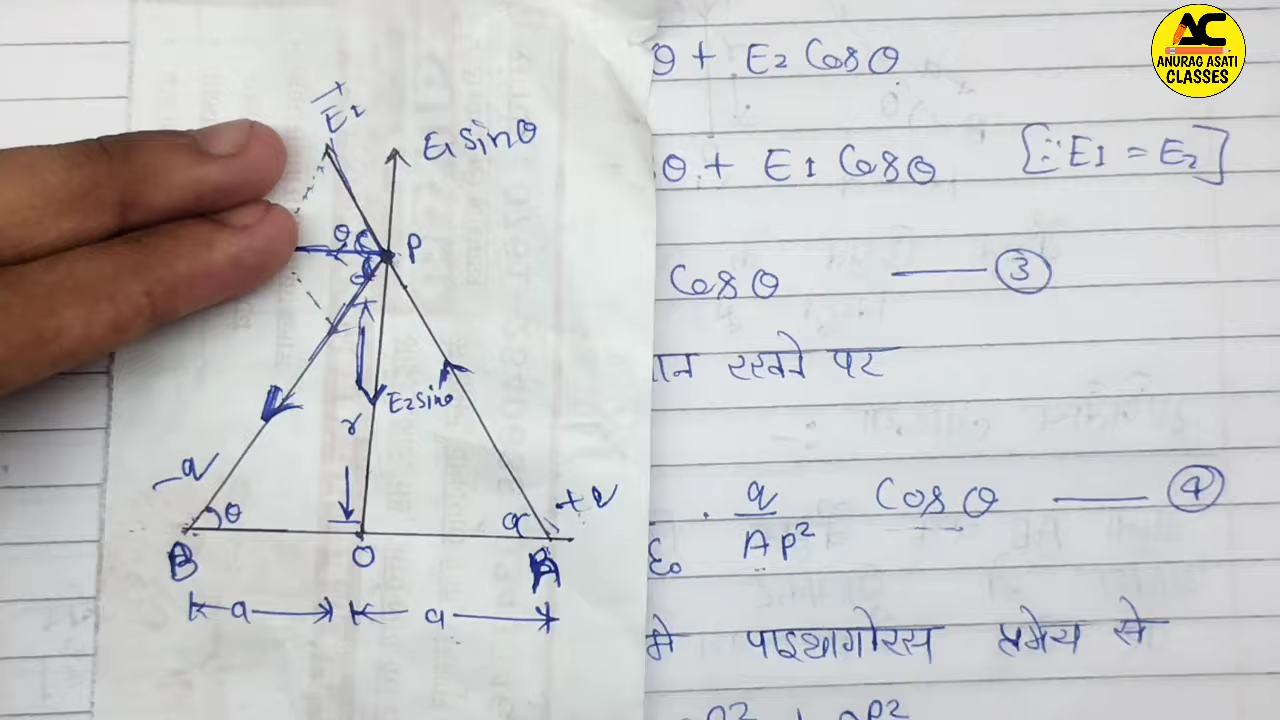 AC
ANURAG ASATI
CLASSES
θ + E2 Cosθ
E1
E1 sinθ
θ + E1 Cosθ [∵ E1 = E2]
θ
P
Cosθ —— 3
मान रखने पर
E2 sinθ
r
-q
θ
+q
B
O
A
a
a
. q/AP² Cosθ —— 4
ε₀
मे पाइथागोरस प्रमेय से